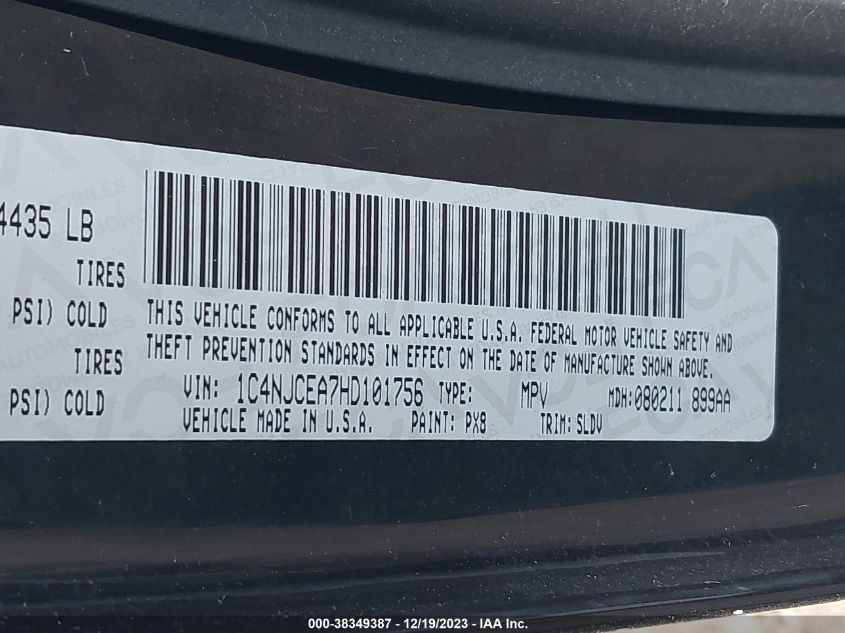 4435 LB
TIRES
PSI) COLD
TIRES
PSI) COLD
THIS VEHICLE CONFORMS TO ALL APPLICABLE U.S.A. FEDERAL MOTOR VEHICLE SAFETY AND
THEFT PREVENTION STANDARDS IN EFFECT ON THE DATE OF MANUFACTURE SHOWN ABOVE.
VIN: 1C4NJCEA7HD101756 TYPE: MPV MDH:080211 899AA
VEHICLE MADE IN U.S.A. PAINT: PX8 TRIM: SLDV
000-38349387 - 12/19/2023 - IAA Inc.